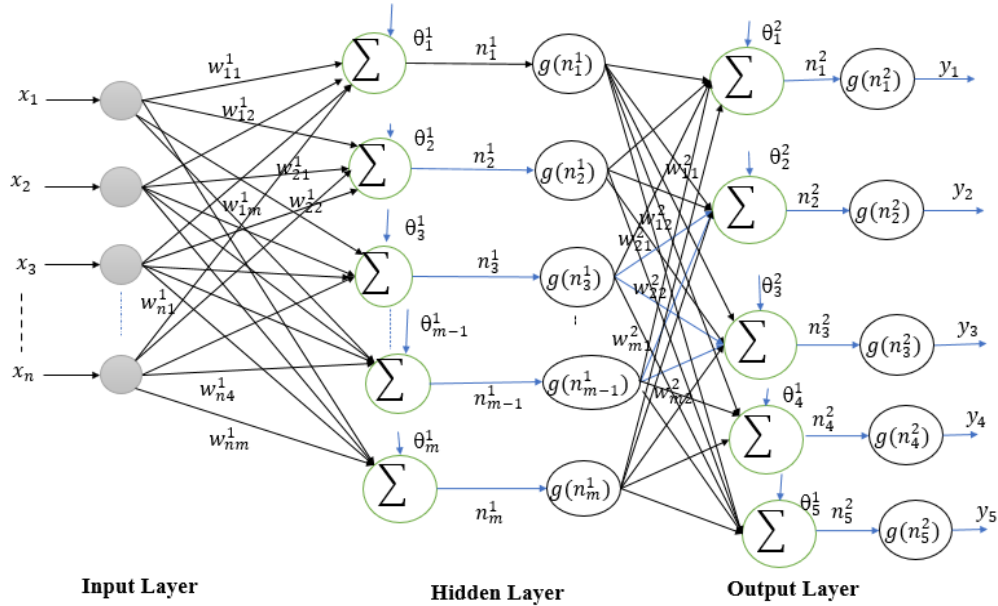 x₁
x₂
x₃
xₙ
w¹₁₁
w¹₁₂
w¹₂₁
w¹₂₂
w¹₁ₘ
w¹ₙ₁
w¹ₙ₄
w¹ₙₘ
θ¹₁
θ¹₂
θ¹₃
θ¹ₘ₋₁
θ¹ₘ
∑
∑
∑
∑
∑
n¹₁
n¹₂
n¹₃
n¹ₘ₋₁
n¹ₘ
g(n¹₁)
g(n¹₂)
g(n¹₃)
g(n¹ₘ₋₁)
g(n¹ₘ)
w²₁₁
w²₁₂
w²₂₁
w²₂₂
w²ₘ₁
w²ₘ₂
θ²₁
θ²₂
θ²₃
θ¹₄
θ¹₅
∑
∑
∑
∑
∑
n²₁
n²₂
n²₃
n²₄
n²₅
g(n²₁)
g(n²₂)
g(n²₃)
g(n²₄)
g(n²₅)
y₁
y₂
y₃
y₄
y₅
Input Layer
Hidden Layer
Output Layer